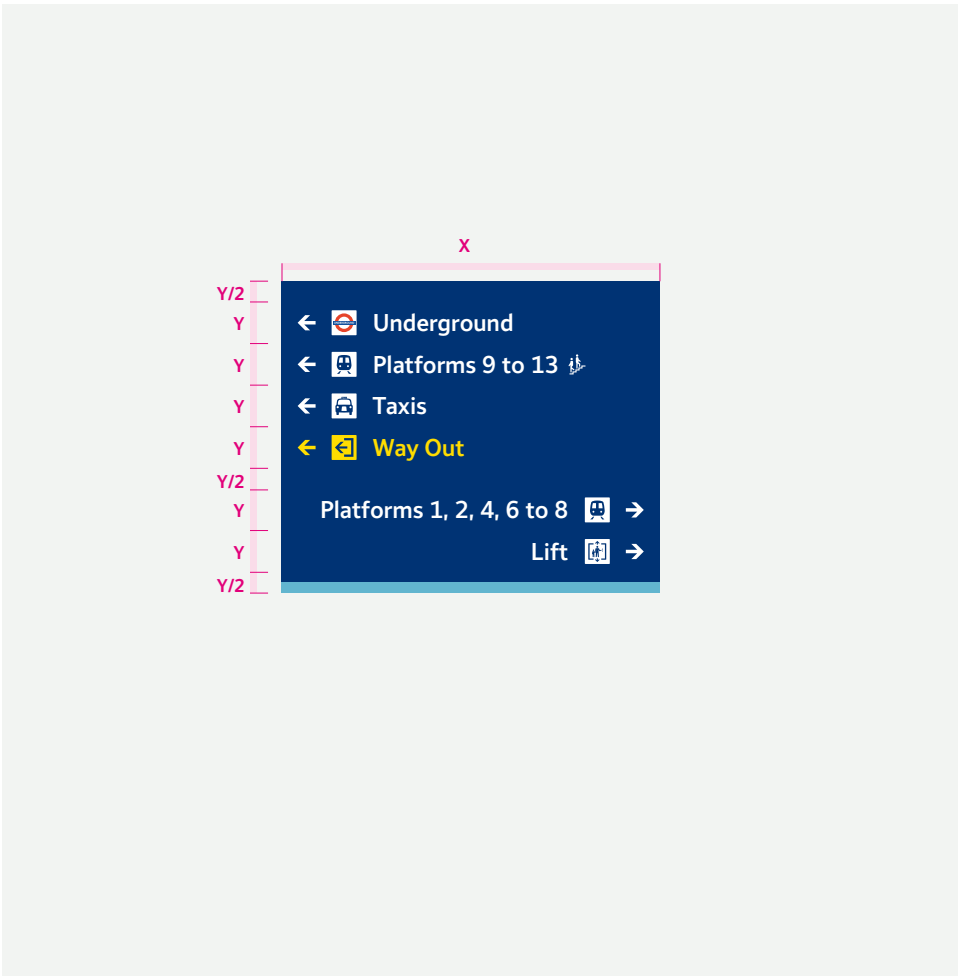 X
Y/2
Y
← Underground
Y
← Platforms 9 to 13
Y
← Taxis
Y
← Way Out
Y/2
Y
Platforms 1, 2, 4, 6 to 8 →
Y
Lift →
Y/2